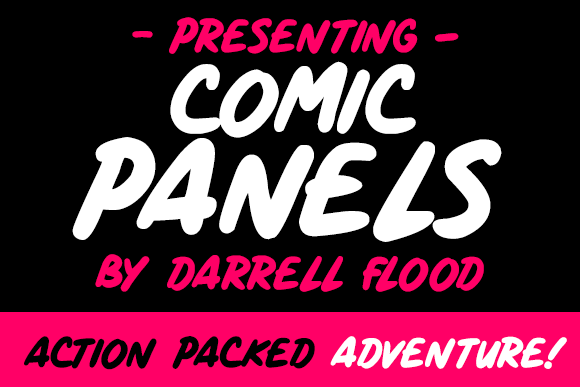 - PRESENTING -
COMIC
PANELS
BY DARRELL FLOOD
ACTION PACKED ADVENTURE!